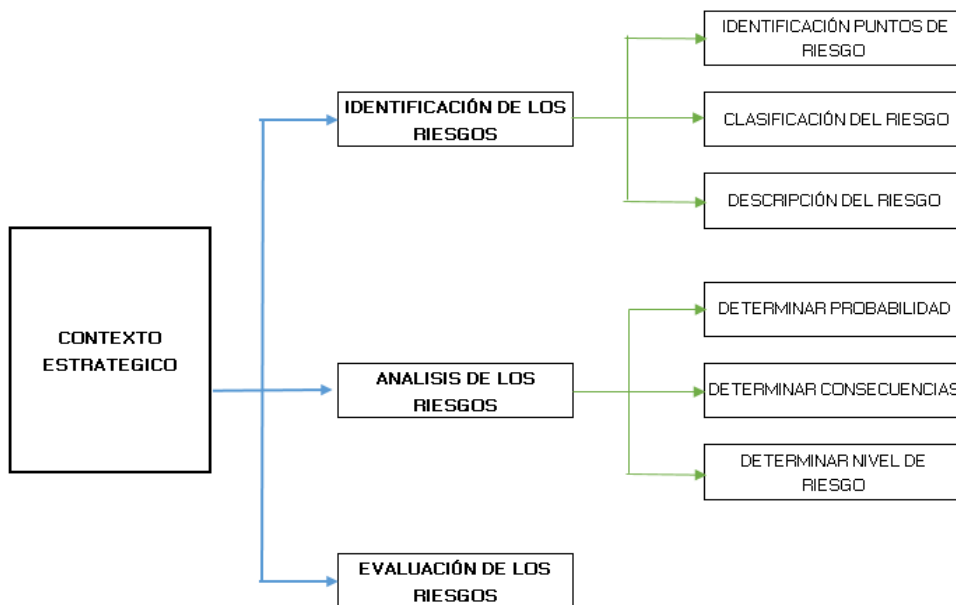 CONTEXTO
ESTRATEGICO
IDENTIFICACIÓN DE LOS
RIESGOS
IDENTIFICACIÓN PUNTOS DE
RIESGO
CLASIFICACIÓN DEL RIESGO
DESCRIPCIÓN DEL RIESGO
ANALISIS DE LOS
RIESGOS
DETERMINAR PROBABILIDAD
DETERMINAR CONSECUENCIAS
DETERMINAR NIVEL DE
RIESGO
EVALUACIÓN DE LOS
RIESGOS